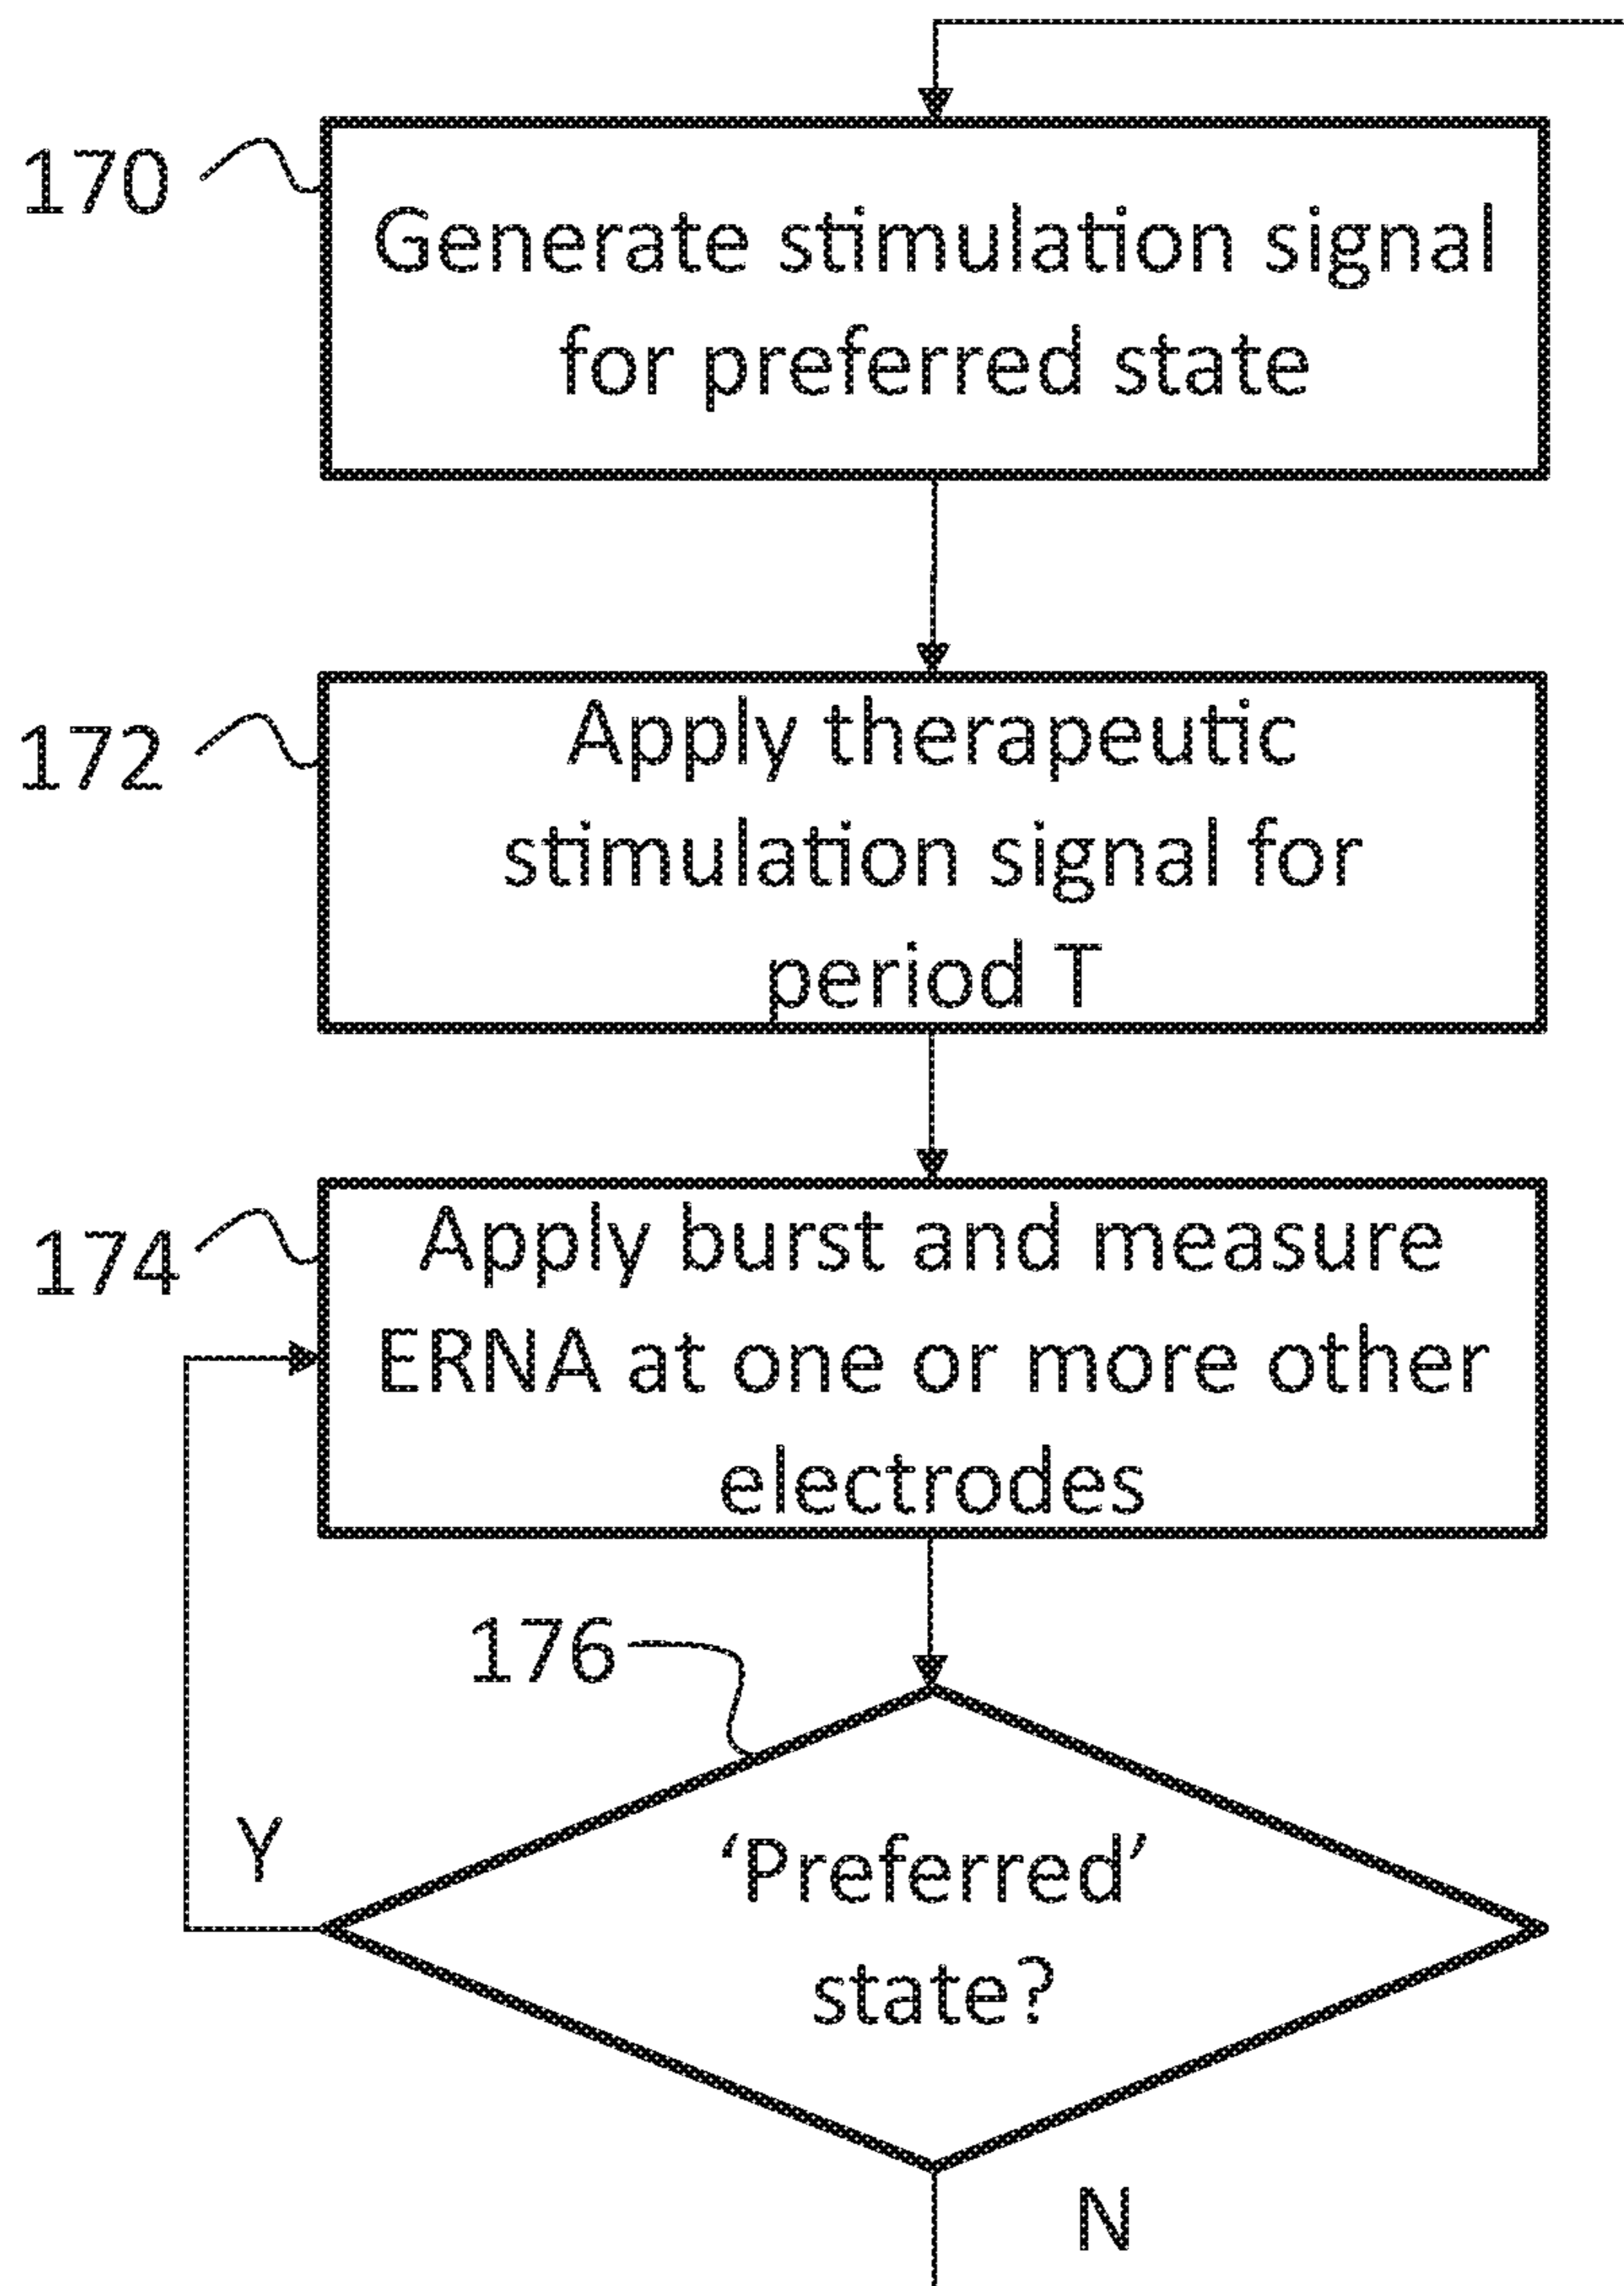 170
Generate stimulation signal
for preferred state
172
Apply therapeutic
stimulation signal for
period T
174
Apply burst and measure
ERNA at one or more other
electrodes
176
Y
‘Preferred’
state?
N